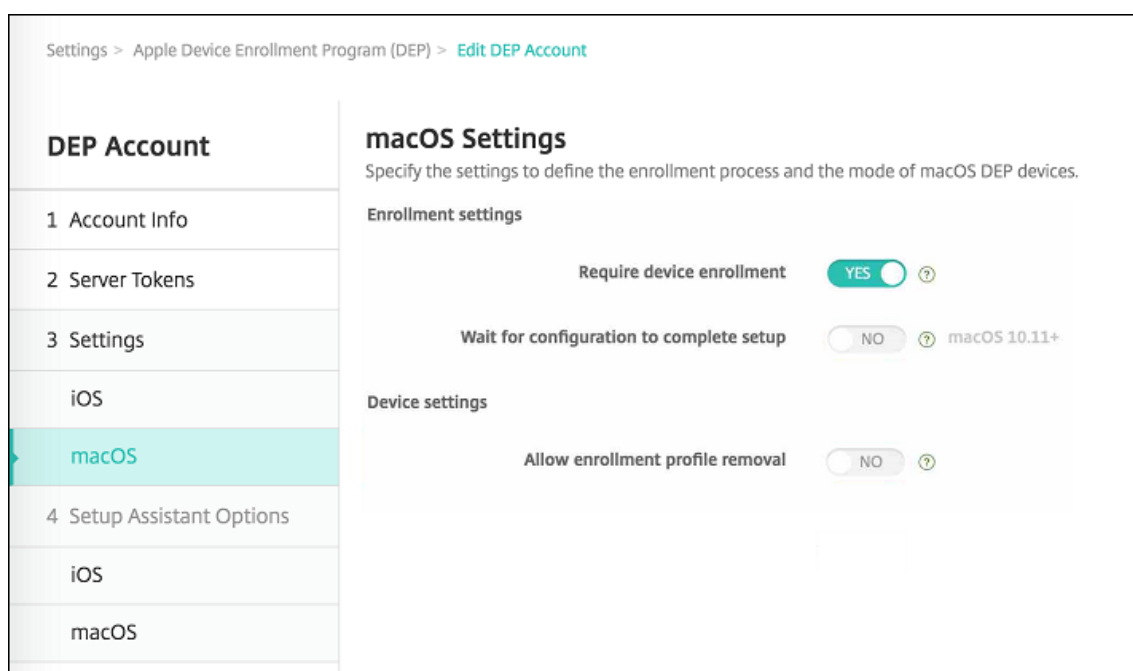 Settings > Apple Device Enrollment Program (DEP) > Edit DEP Account
DEP Account
1 Account Info
2 Server Tokens
3 Settings
iOS
macOS
4 Setup Assistant Options
iOS
macOS
macOS Settings
Specify the settings to define the enrollment process and the mode of macOS DEP devices.
Enrollment settings
Require device enrollment YES ?
Wait for configuration to complete setup NO ? macOS 10.11+
Device settings
Allow enrollment profile removal NO ?